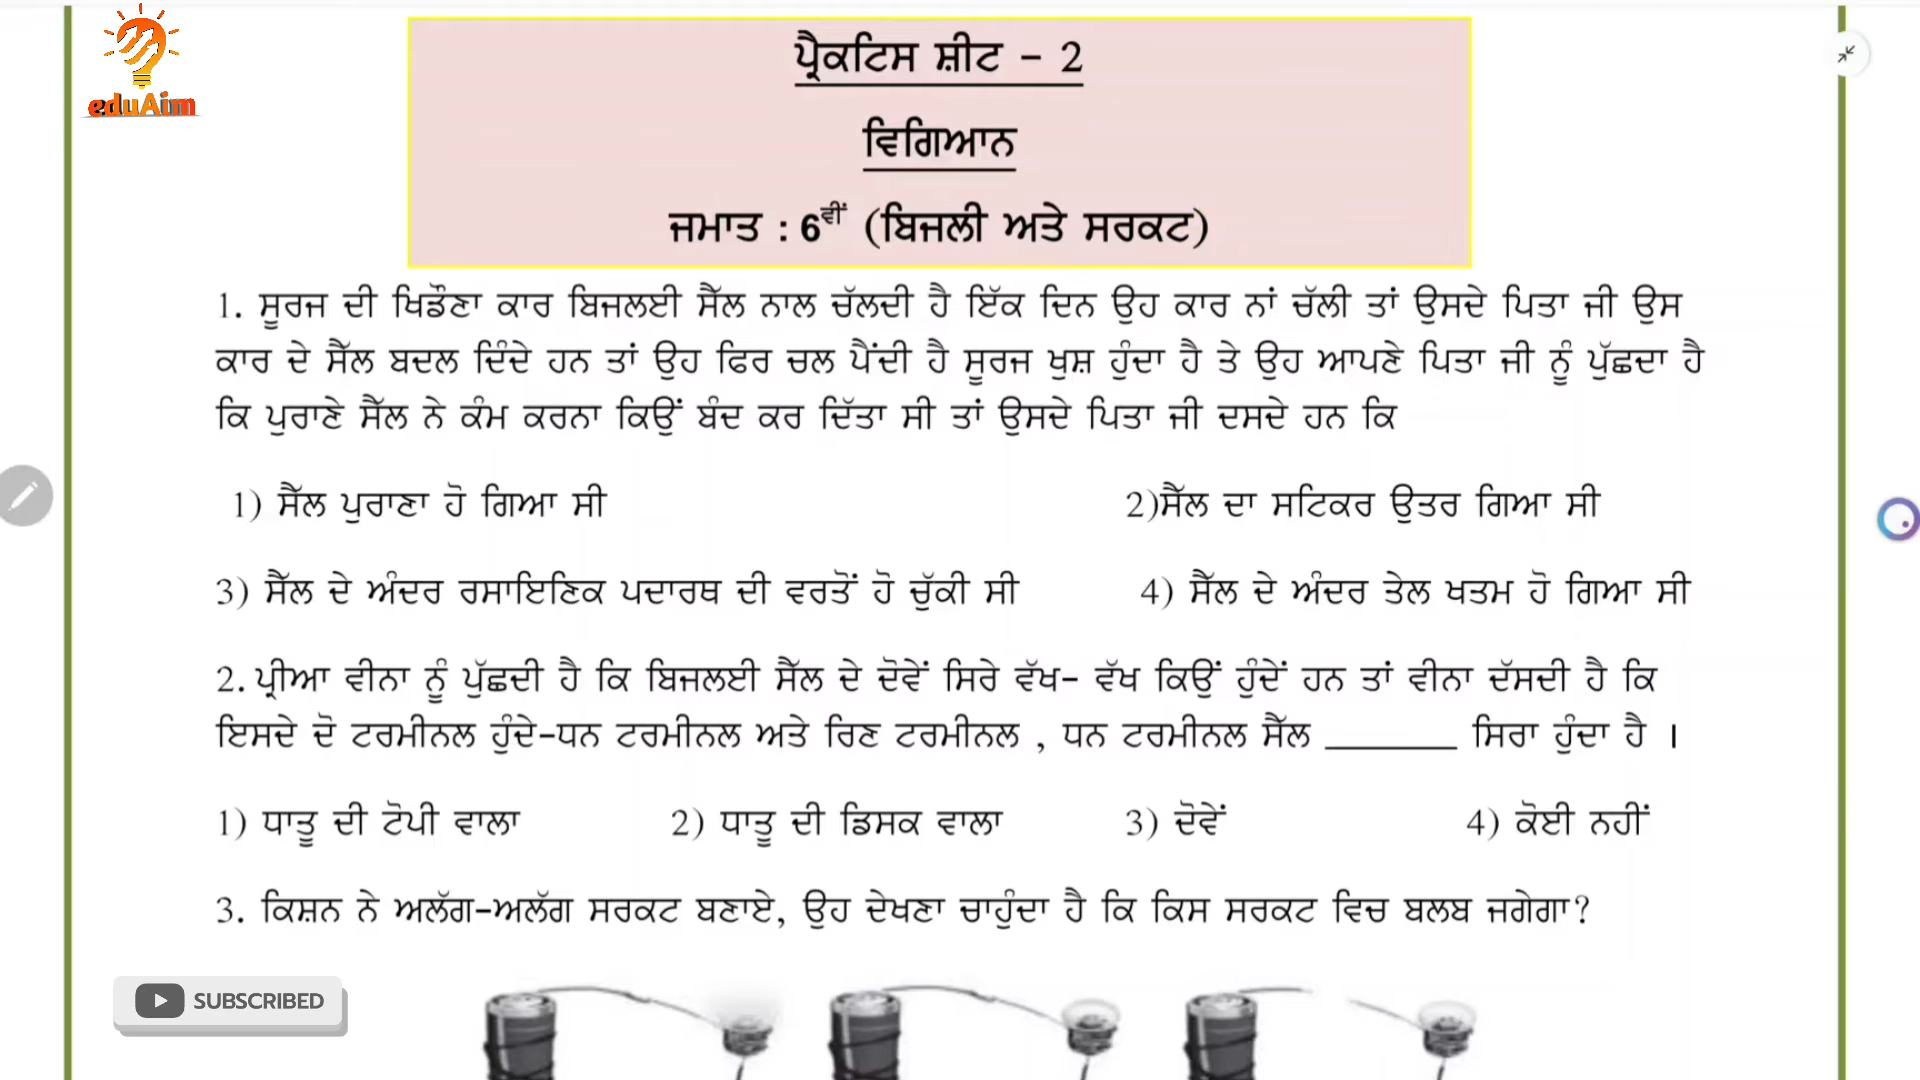 eduAim
ਪ੍ਰੈਕਟਿਸ ਸ਼ੀਟ - 2
ਵਿਗਿਆਨ
ਜਮਾਤ : 6ਵੀਂ (ਬਿਜਲੀ ਅਤੇ ਸਰਕਟ)
1. ਸੂਰਜ ਦੀ ਖਿਡੌਣਾ ਕਾਰ ਬਿਜਲਈ ਸੈੱਲ ਨਾਲ ਚੱਲਦੀ ਹੈ ਇੱਕ ਦਿਨ ਉਹ ਕਾਰ ਨਾਂ ਚੱਲੀ ਤਾਂ ਉਸਦੇ ਪਿਤਾ ਜੀ ਉਸ
ਕਾਰ ਦੇ ਸੈੱਲ ਬਦਲ ਦਿੰਦੇ ਹਨ ਤਾਂ ਉਹ ਫਿਰ ਚਲ ਪੈਂਦੀ ਹੈ ਸੂਰਜ ਖੁਸ਼ ਹੁੰਦਾ ਹੈ ਤੇ ਉਹ ਆਪਣੇ ਪਿਤਾ ਜੀ ਨੂੰ ਪੁੱਛਦਾ ਹੈ
ਕਿ ਪੁਰਾਣੇ ਸੈੱਲ ਨੇ ਕੰਮ ਕਰਨਾ ਕਿਉਂ ਬੰਦ ਕਰ ਦਿੱਤਾ ਸੀ ਤਾਂ ਉਸਦੇ ਪਿਤਾ ਜੀ ਦਸਦੇ ਹਨ ਕਿ
1) ਸੈੱਲ ਪੁਰਾਣਾ ਹੋ ਗਿਆ ਸੀ 2)ਸੈੱਲ ਦਾ ਸਟਿਕਰ ਉਤਰ ਗਿਆ ਸੀ
3) ਸੈੱਲ ਦੇ ਅੰਦਰ ਰਸਾਇਣਿਕ ਪਦਾਰਥ ਦੀ ਵਰਤੋਂ ਹੋ ਚੁੱਕੀ ਸੀ 4) ਸੈੱਲ ਦੇ ਅੰਦਰ ਤੇਲ ਖਤਮ ਹੋ ਗਿਆ ਸੀ
2. ਪ੍ਰੀਆ ਵੀਨਾ ਨੂੰ ਪੁੱਛਦੀ ਹੈ ਕਿ ਬਿਜਲਈ ਸੈੱਲ ਦੇ ਦੋਵੇਂ ਸਿਰੇ ਵੱਖ- ਵੱਖ ਕਿਉਂ ਹੁੰਦੇਂ ਹਨ ਤਾਂ ਵੀਨਾ ਦੱਸਦੀ ਹੈ ਕਿ
ਇਸਦੇ ਦੋ ਟਰਮੀਨਲ ਹੁੰਦੇ-ਧਨ ਟਰਮੀਨਲ ਅਤੇ ਰਿਣ ਟਰਮੀਨਲ , ਧਨ ਟਰਮੀਨਲ ਸੈੱਲ _______ ਸਿਰਾ ਹੁੰਦਾ ਹੈ ।
1) ਧਾਤੂ ਦੀ ਟੋਪੀ ਵਾਲਾ 2) ਧਾਤੂ ਦੀ ਡਿਸਕ ਵਾਲਾ 3) ਦੋਵੇਂ 4) ਕੋਈ ਨਹੀਂ
3. ਕਿਸ਼ਨ ਨੇ ਅਲੱਗ-ਅਲੱਗ ਸਰਕਟ ਬਣਾਏ, ਉਹ ਦੇਖਣਾ ਚਾਹੁੰਦਾ ਹੈ ਕਿ ਕਿਸ ਸਰਕਟ ਵਿਚ ਬਲਬ ਜਗੇਗਾ?
SUBSCRIBED